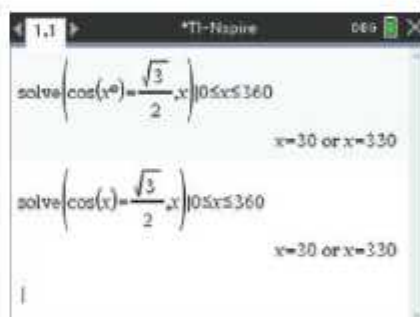 1.1 *TI-Nspire DEG
solve(cos(x°)=√3/2,x)|0≤x≤360
x=30 or x=330
solve(cos(x)=√3/2,x)|0≤x≤360
x=30 or x=330